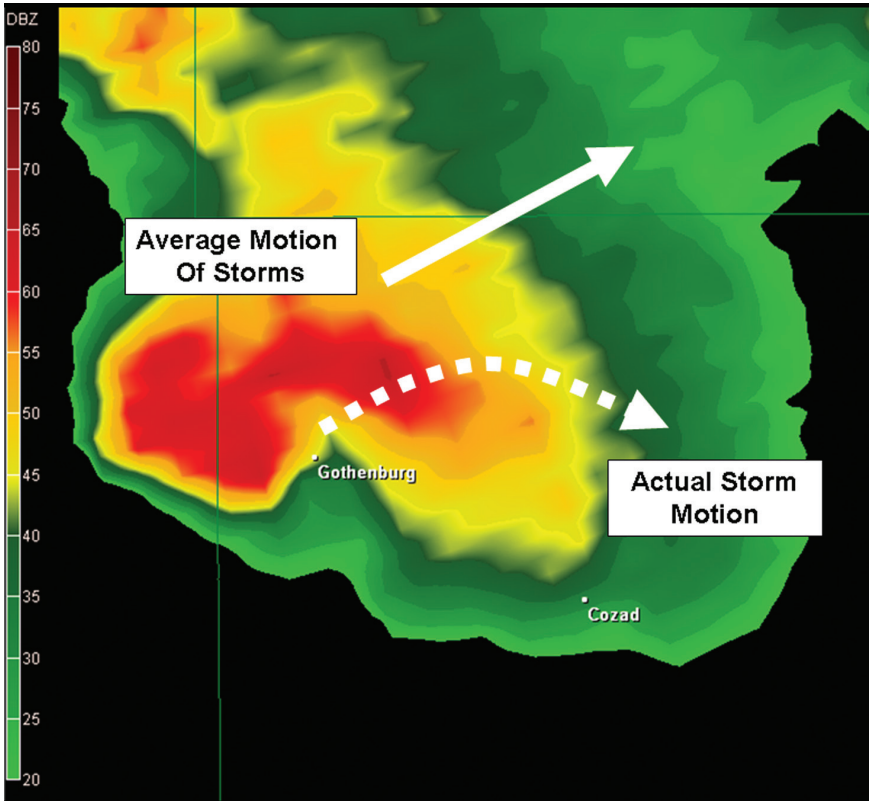 DBZ
80
75
70
65
60
55
50
45
40
35
30
25
20
Average Motion
Of Storms
Gothenburg
Actual Storm
Motion
Cozad